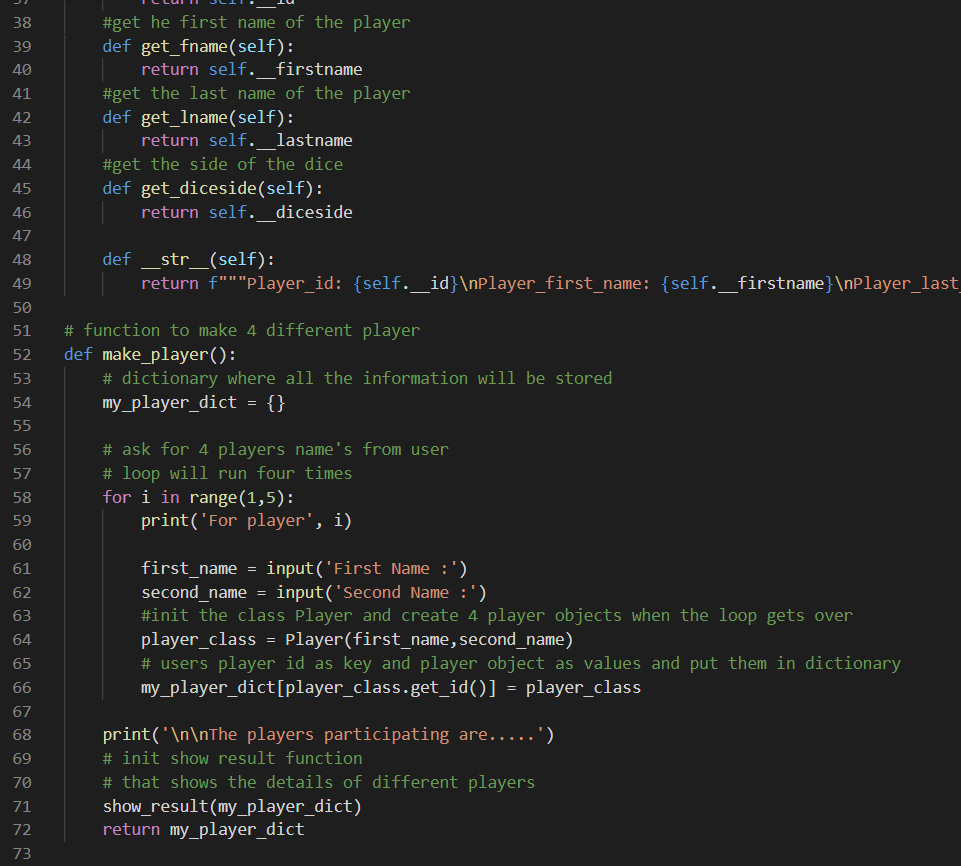 37 return self.__id
38 #get he first name of the player
39 def get_fname(self):
40 return self.__firstname
41 #get the last name of the player
42 def get_lname(self):
43 return self.__lastname
44 #get the side of the dice
45 def get_diceside(self):
46 return self.__diceside
47
48 def __str__(self):
49 return f"""Player_id: {self.__id}\nPlayer_first_name: {self.__firstname}\nPlayer_last_
50
51 # function to make 4 different player
52 def make_player():
53 # dictionary where all the information will be stored
54 my_player_dict = {}
55
56 # ask for 4 players name's from user
57 # loop will run four times
58 for i in range(1,5):
59 print('For player', i)
60
61 first_name = input('First Name :')
62 second_name = input('Second Name :')
63 #init the class Player and create 4 player objects when the loop gets over
64 player_class = Player(first_name,second_name)
65 # users player id as key and player object as values and put them in dictionary
66 my_player_dict[player_class.get_id()] = player_class
67
68 print('\n\nThe players participating are.....')
69 # init show result function
70 # that shows the details of different players
71 show_result(my_player_dict)
72 return my_player_dict
73